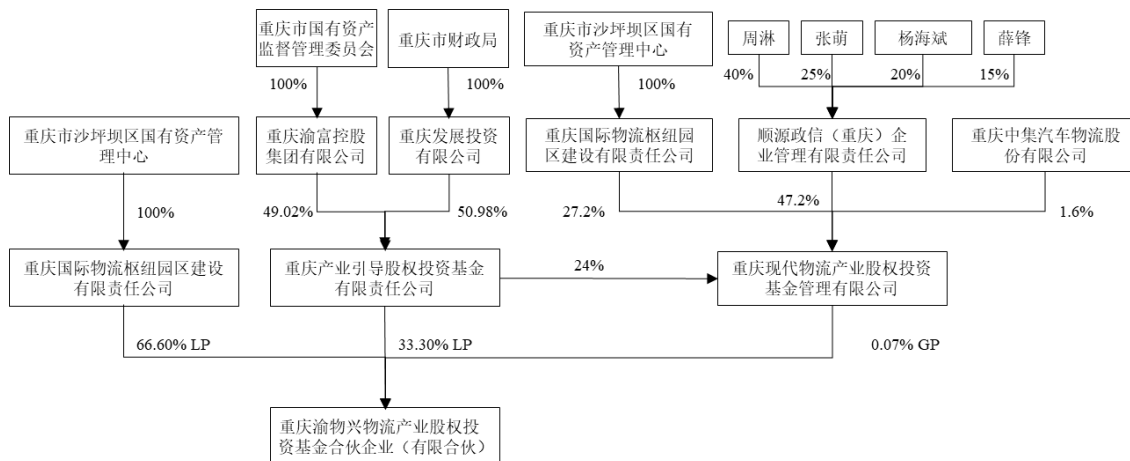 重庆市国有资产
监督管理委员会
重庆市财政局
重庆市沙坪坝区国有
资产管理中心
周淋
张萌
杨海斌
薛锋
100%
100%
100%
40%
25%
20%
15%
重庆市沙坪坝区国有资产管
理中心
重庆渝富控股
集团有限公司
重庆发展投资
有限公司
重庆国际物流枢纽园
区建设有限责任公司
顺源政信（重庆）企
业管理有限责任公司
重庆中集汽车物流股
份有限公司
100%
49.02%
50.98%
27.2%
47.2%
1.6%
重庆国际物流枢纽园区建设
有限责任公司
重庆产业引导股权投资基金
有限责任公司
24%
重庆现代物流产业股权投资
基金管理有限公司
66.60% LP
33.30% LP
0.07% GP
重庆渝物兴物流产业股权投
资基金合伙企业（有限合伙）